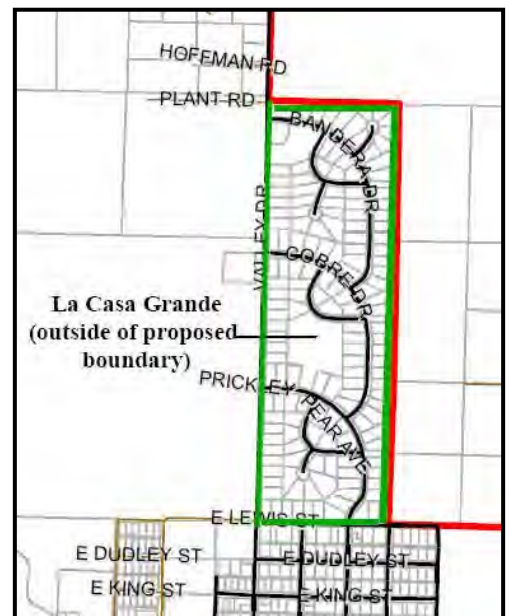 HOFFMAN RD
PLANT RD
BANDERA DR
VALLEY DR
COBRE DR
La Casa Grande
(outside of proposed
boundary)
PRICKLEY PEAR AVE
E LEWIS ST
E DUDLEY ST
E DUDLEY ST
E KING ST
E KING ST